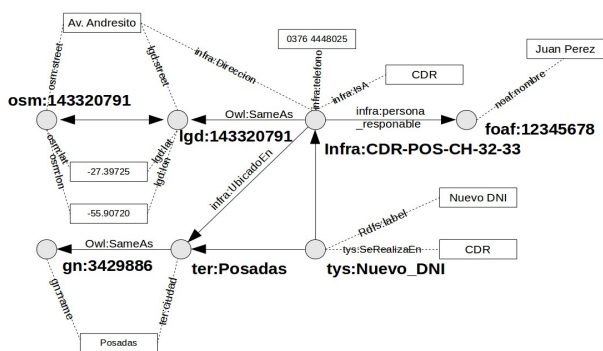 Av. Andresito
0376 4448025
Juan Perez
CDR
osm:street
lgd:street
infra:Direccion
infra:telefono
infra:IsA
noaf:nombre
osm:143320791
Owl:SameAs
infra:persona
_responable
lgd:143320791
Infra:CDR-POS-CH-32-33
foaf:12345678
osm:lat
osm:lon
lgd:lat
lgd:lon
-27.39725
-55.90720
infra:UbicadoEn
Nuevo DNI
Rdfs:label
Owl:SameAs
tys:SeRealizaEn
CDR
gn:3429886
ter:Posadas
tys:Nuevo_DNI
gn:name
ter:ciudad
Posadas